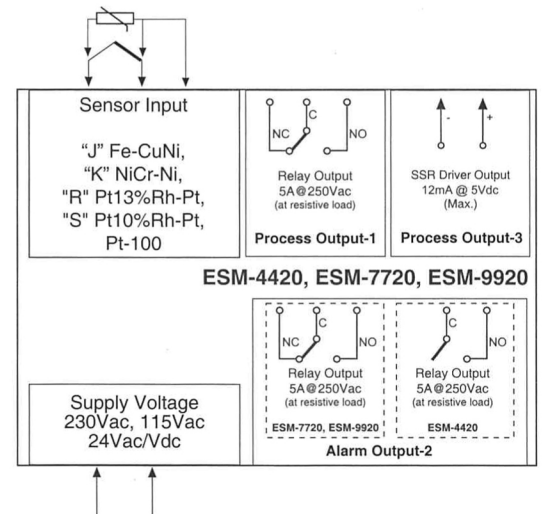 Sensor Input
"J" Fe-CuNi,
"K" NiCr-Ni,
"R" Pt13%Rh-Pt,
"S" Pt10%Rh-Pt,
Pt-100
C
NC
NO
Relay Output
5A@250Vac
(at resistive load)
Process Output-1
-
+
SSR Driver Output
12mA @ 5Vdc
(Max.)
Process Output-3
ESM-4420, ESM-7720, ESM-9920
C
NC
NO
Relay Output
5A@250Vac
(at resistive load)
ESM-7720, ESM-9920
C
NO
Relay Output
5A@250Vac
(at resistive load)
ESM-4420
Alarm Output-2
Supply Voltage
230Vac, 115Vac
24Vac/Vdc